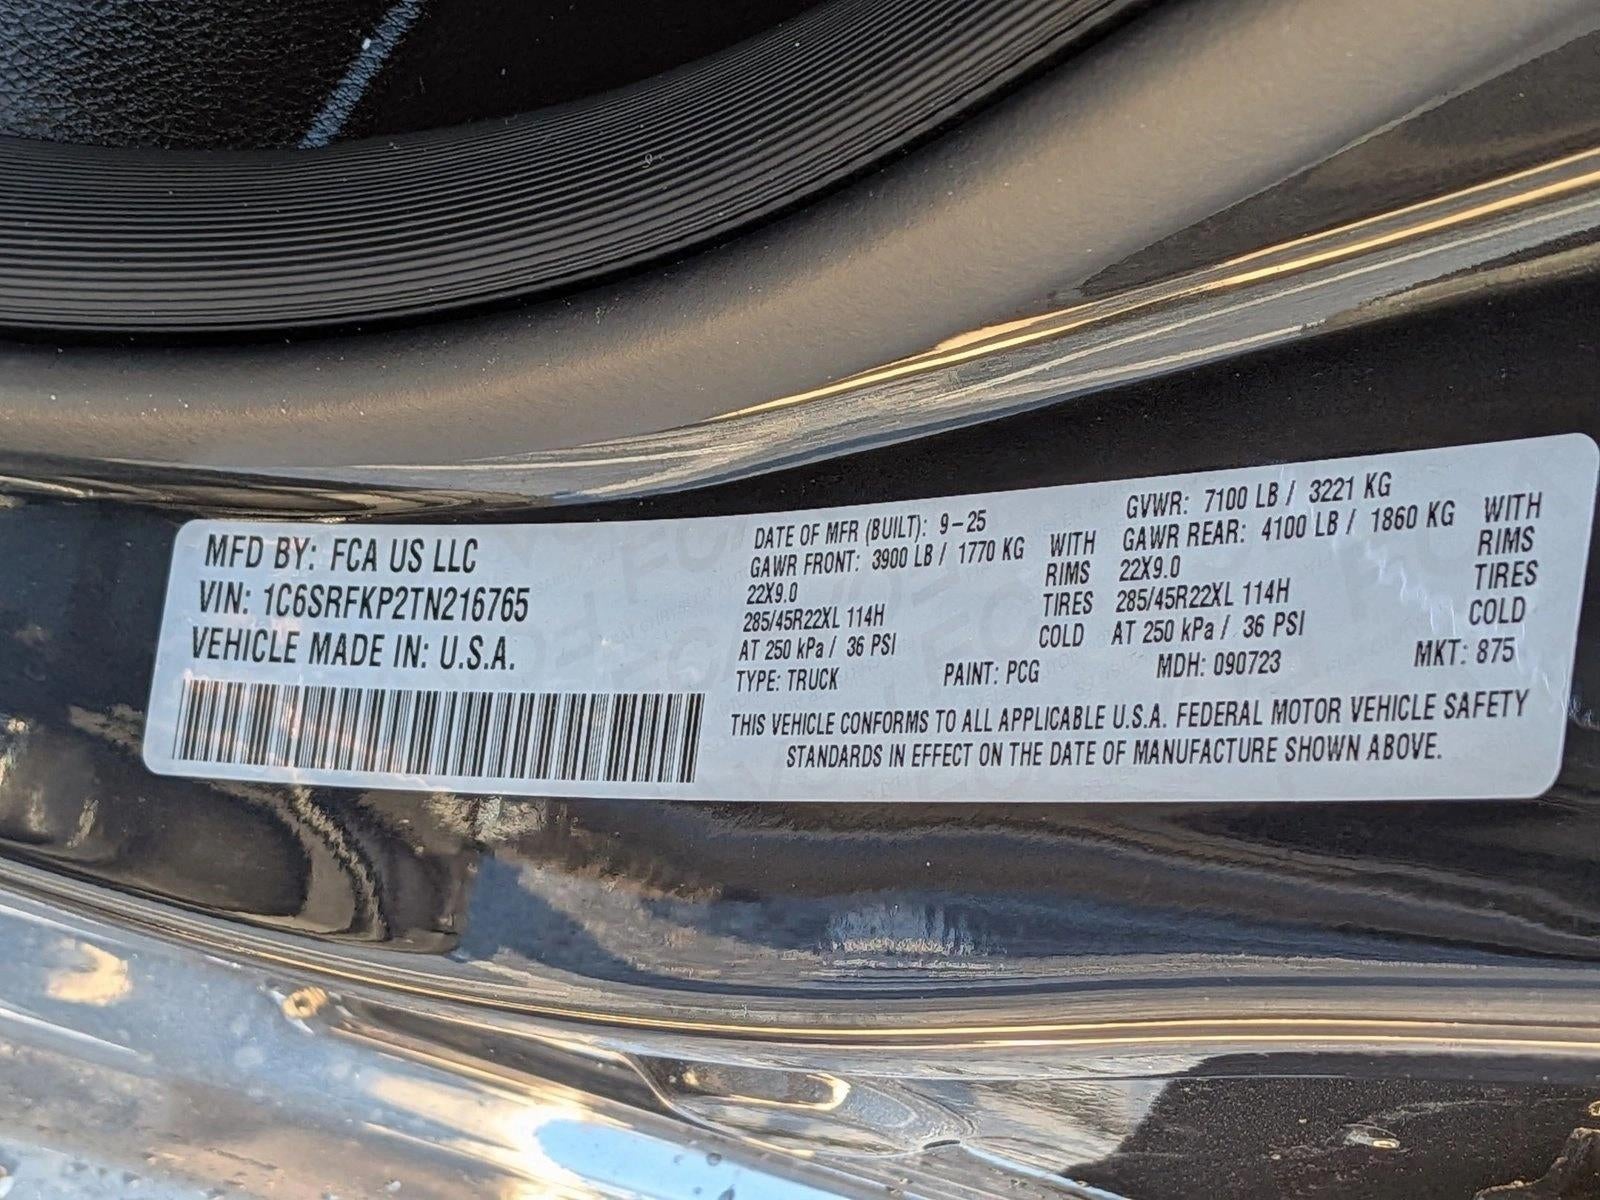 MFD BY: FCA US LLC
VIN: 1C6SRFKP2TN216765
VEHICLE MADE IN: U.S.A.
DATE OF MFR (BUILT): 9-25
GAWR FRONT: 3900 LB / 1770 KG WITH
22X9.0 RIMS
285/45R22XL 114H TIRES
AT 250 kPa / 36 PSI COLD
GVWR: 7100 LB / 3221 KG
GAWR REAR: 4100 LB / 1860 KG WITH
22X9.0 RIMS
285/45R22XL 114H TIRES
AT 250 kPa / 36 PSI COLD
TYPE: TRUCK PAINT: PCG MDH: 090723 MKT: 875
THIS VEHICLE CONFORMS TO ALL APPLICABLE U.S.A. FEDERAL MOTOR VEHICLE SAFETY
STANDARDS IN EFFECT ON THE DATE OF MANUFACTURE SHOWN ABOVE.